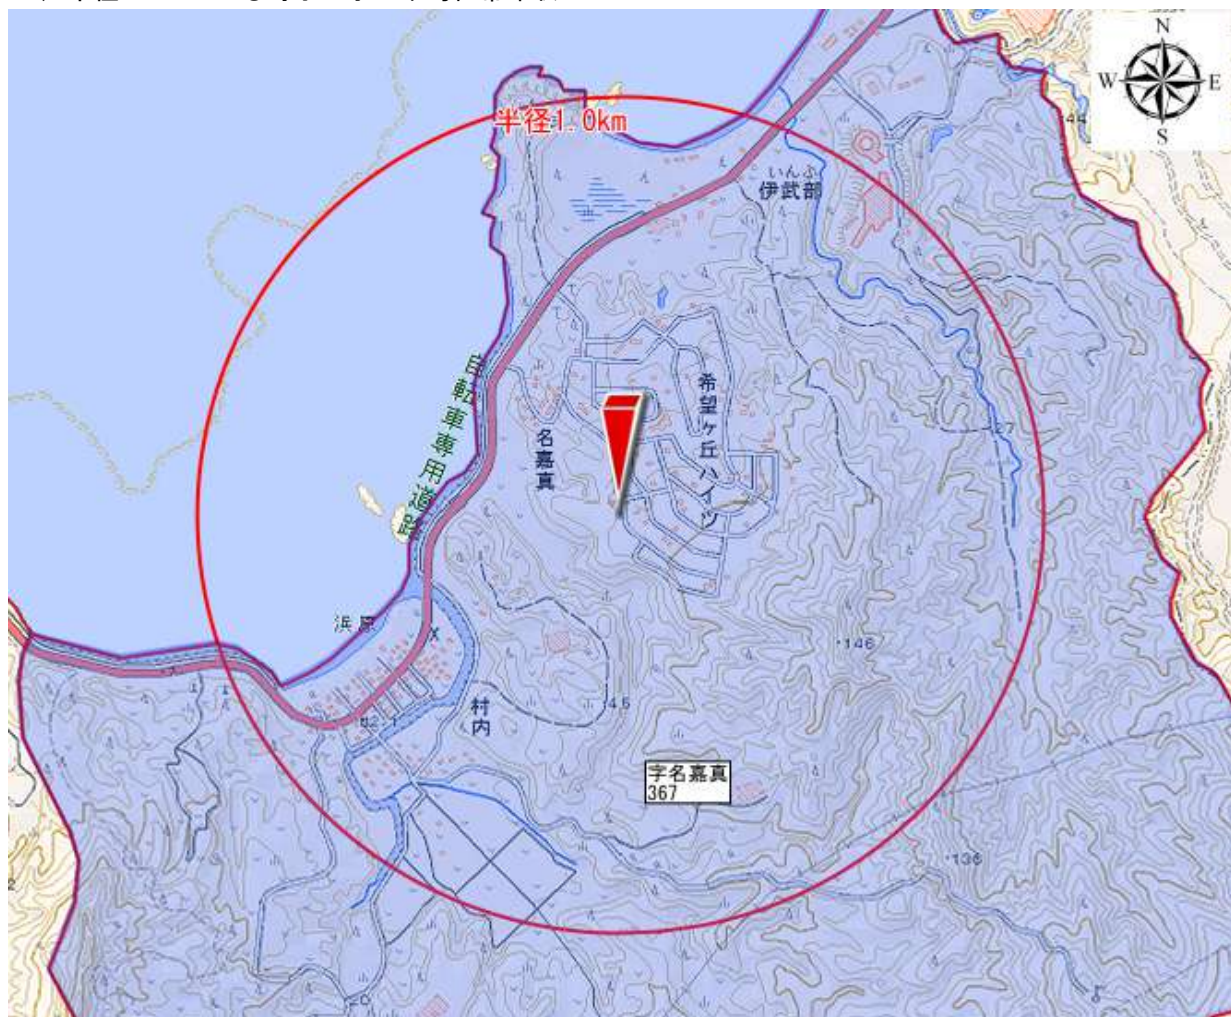 N
W
E
S
半径1.0km
・44
いんぶ
伊武部
自転車専用道路
希望ヶ丘ハイツ
名嘉真
・27
浜原
・146
村内
・45
字名嘉真
367
・136